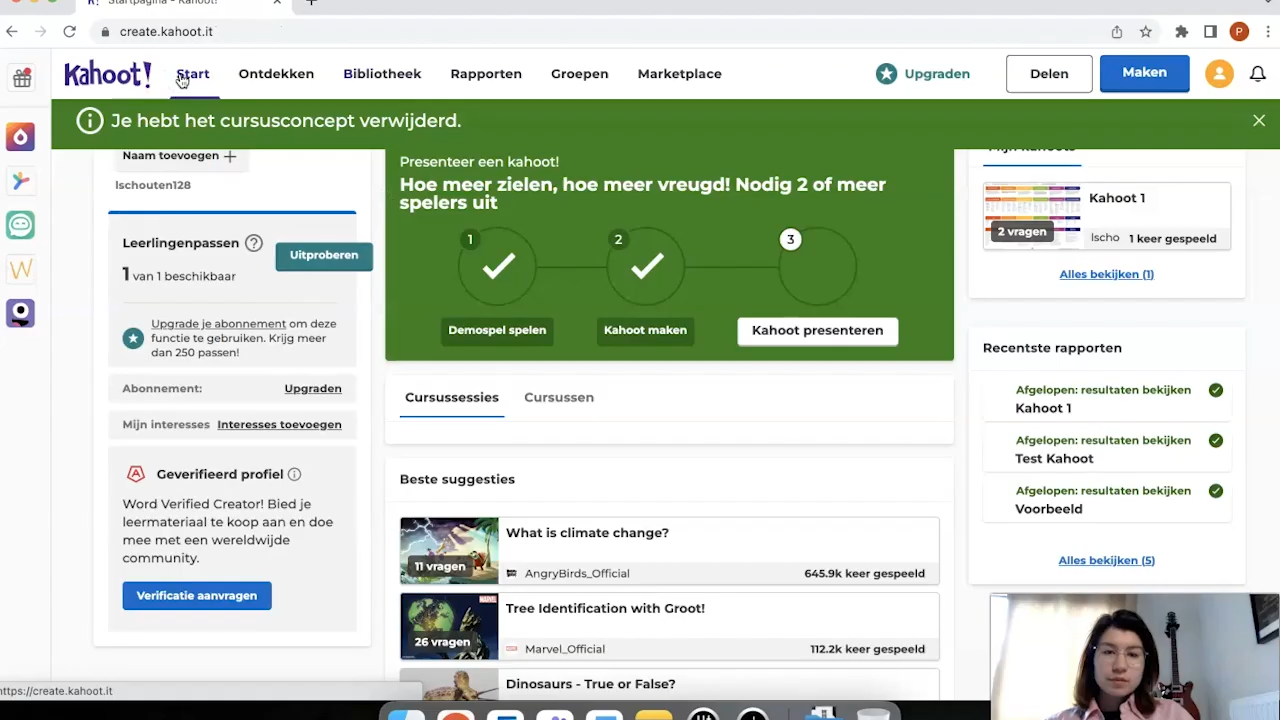 Startpagina - Kahoot!
create.kahoot.it
P
Kahoot!
Start
Ontdekken
Bibliotheek
Rapporten
Groepen
Marketplace
Upgraden
Delen
Maken
Je hebt het cursusconcept verwijderd.
Naam toevoegen
lschouten128
Leerlingenpassen
Uitproberen
1 van 1 beschikbaar
Upgrade je abonnement om deze
functie te gebruiken. Krijg meer
dan 250 passen!
Abonnement:
Upgraden
Mijn interesses
Interesses toevoegen
Geverifieerd profiel
Word Verified Creator! Bied je
leermateriaal te koop aan en doe
mee met een wereldwijde
community.
Verificatie aanvragen
https://create.kahoot.it
Presenteer een kahoot!
Hoe meer zielen, hoe meer vreugd! Nodig 2 of meer
spelers uit
1
2
3
Demospel spelen
Kahoot maken
Kahoot presenteren
Cursussessies
Cursussen
Beste suggesties
What is climate change?
11 vragen
AngryBirds_Official
645.9k keer gespeeld
MARVEL
Tree Identification with Groot!
26 vragen
Marvel_Official
112.2k keer gespeeld
Dinosaurs - True or False?
Mijn kahoots
Kahoot 1
2 vragen
lscho
1 keer gespeeld
Alles bekijken (1)
Recentste rapporten
Afgelopen: resultaten bekijken
Kahoot 1
Afgelopen: resultaten bekijken
Test Kahoot
Afgelopen: resultaten bekijken
Voorbeeld
Alles bekijken (5)